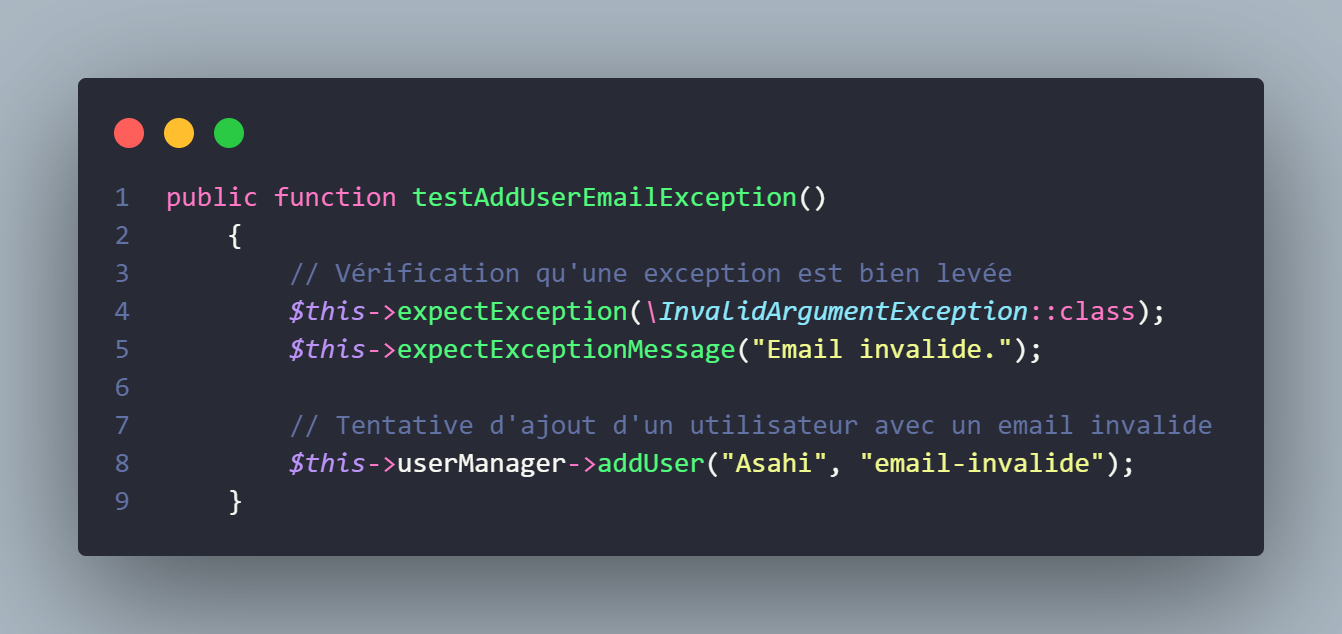 1 public function testAddUserEmailException()
2     {
3         // Vérification qu'une exception est bien levée
4         $this->expectException(\InvalidArgumentException::class);
5         $this->expectExceptionMessage("Email invalide.");
6
7         // Tentative d'ajout d'un utilisateur avec un email invalide
8         $this->userManager->addUser("Asahi", "email-invalide");
9     }